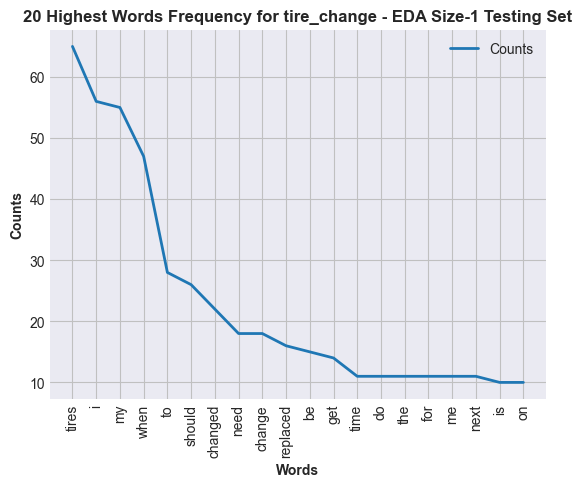 20 Highest Words Frequency for tire_change - EDA Size-1 Testing Set
Counts
60
50
40
30
20
10
Counts
tires
i
my
when
to
should
changed
need
change
replaced
be
get
time
do
the
for
me
next
is
on
Words